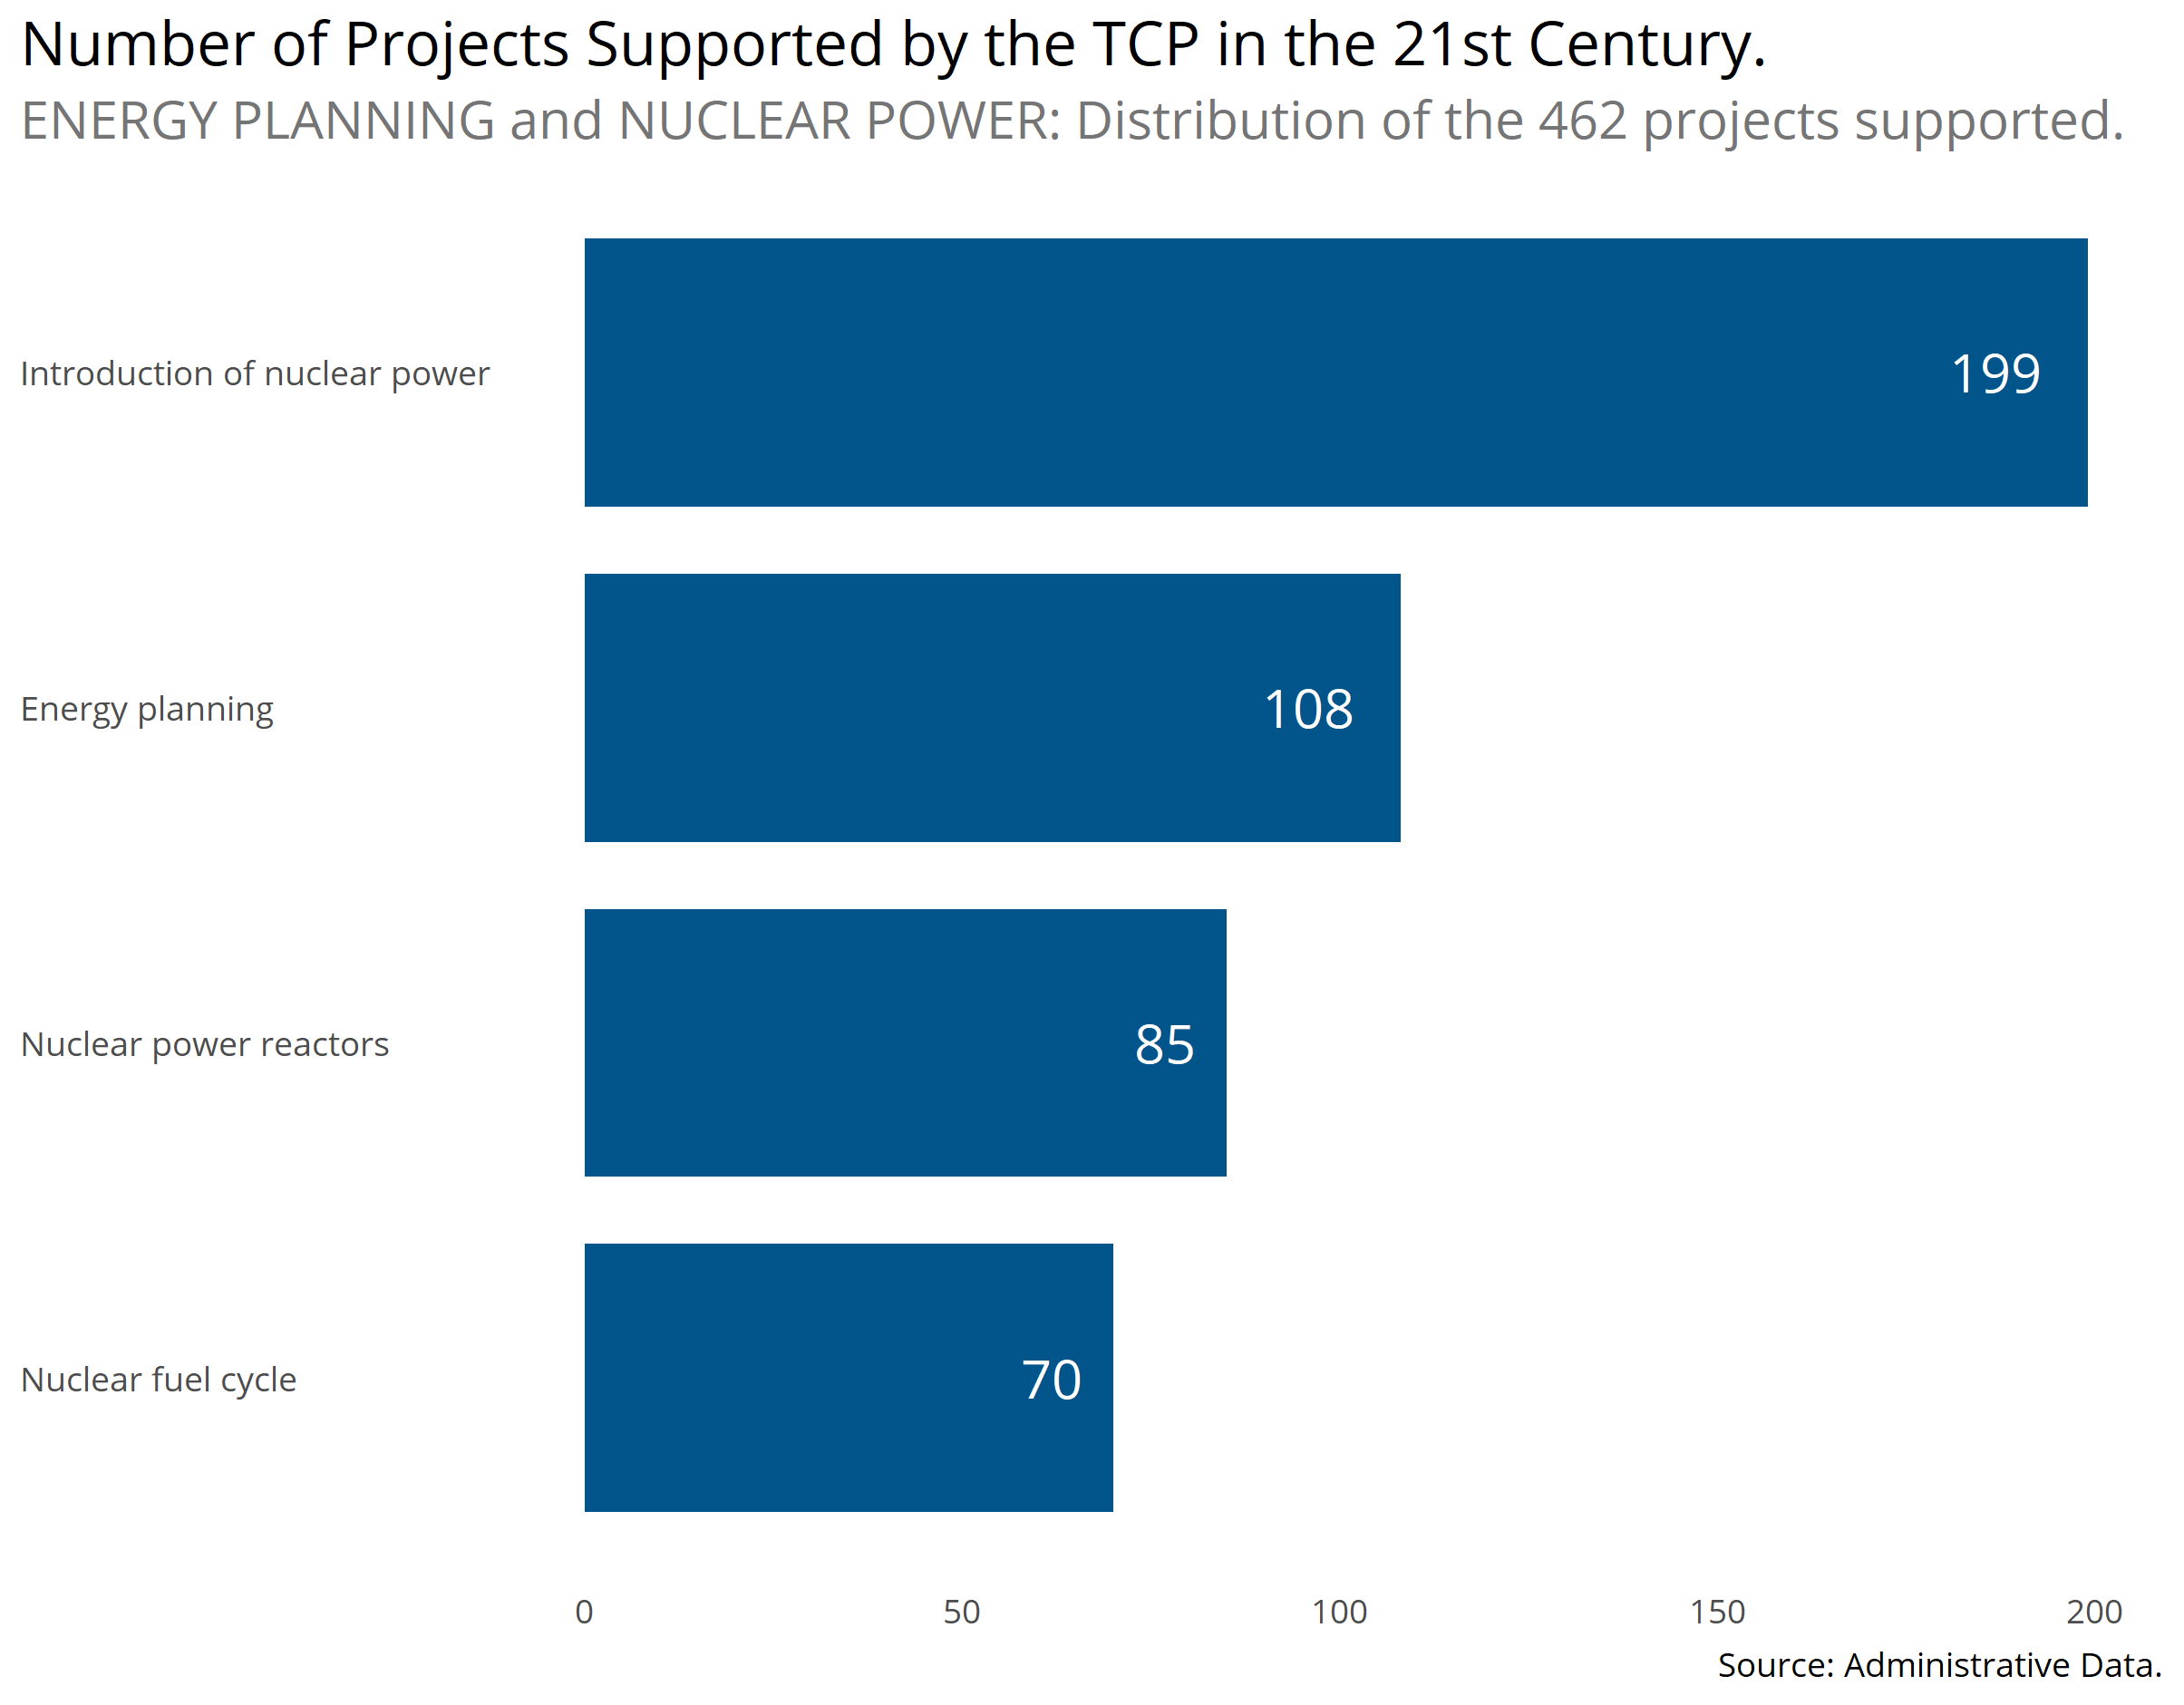 Number of Projects Supported by the TCP in the 21st Century.
ENERGY PLANNING and NUCLEAR POWER: Distribution of the 462 projects supported.
Introduction of nuclear power
199
Energy planning
108
Nuclear power reactors
85
Nuclear fuel cycle
70
0 50 100 150 200
Source: Administrative Data.